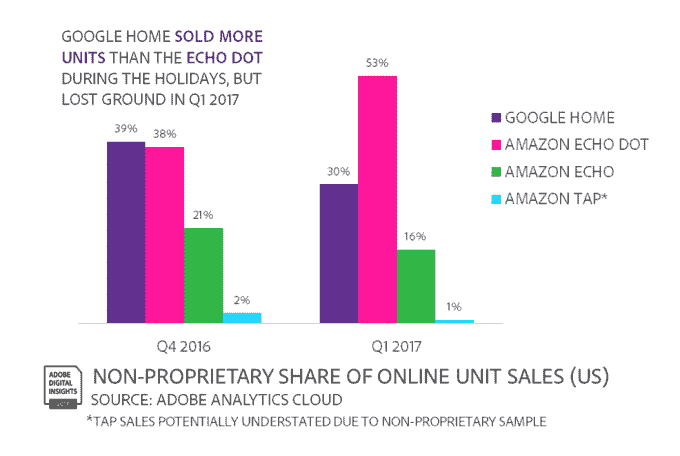 GOOGLE HOME SOLD MORE
UNITS THAN THE ECHO DOT
DURING THE HOLIDAYS, BUT
LOST GROUND IN Q1 2017
39%
38%
21%
2%
30%
53%
16%
1%
GOOGLE HOME
AMAZON ECHO DOT
AMAZON ECHO
AMAZON TAP*
Q4 2016
Q1 2017
ADOBE
DIGITAL
INSIGHTS
NON-PROPRIETARY SHARE OF ONLINE UNIT SALES (US)
SOURCE: ADOBE ANALYTICS CLOUD
*TAP SALES POTENTIALLY UNDERSTATED DUE TO NON-PROPRIETARY SAMPLE